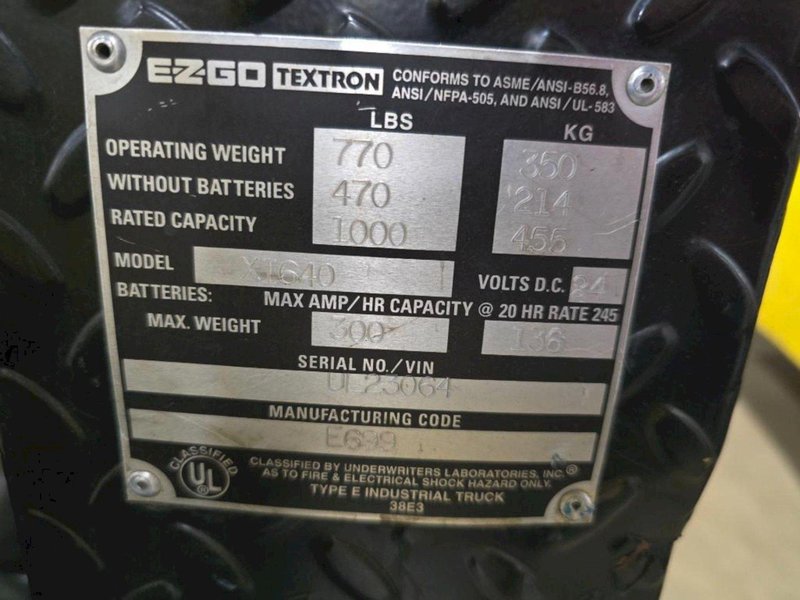 E-Z-GO TEXTRON CONFORMS TO ASME/ANSI-B56.8,
ANSI/NFPA-505, AND ANSI/UL-583
LBS KG
OPERATING WEIGHT 770 350
WITHOUT BATTERIES 470 214
RATED CAPACITY 1000 455
MODEL XI640 VOLTS D.C. 24
BATTERIES: MAX AMP/HR CAPACITY @ 20 HR RATE 245
MAX. WEIGHT 300 136
SERIAL NO./VIN
UL23064
MANUFACTURING CODE
E699
CLASSIFIED UL ®
CLASSIFIED BY UNDERWRITERS LABORATORIES, INC.®
AS TO FIRE & ELECTRICAL SHOCK HAZARD ONLY.
TYPE E INDUSTRIAL TRUCK
38E3